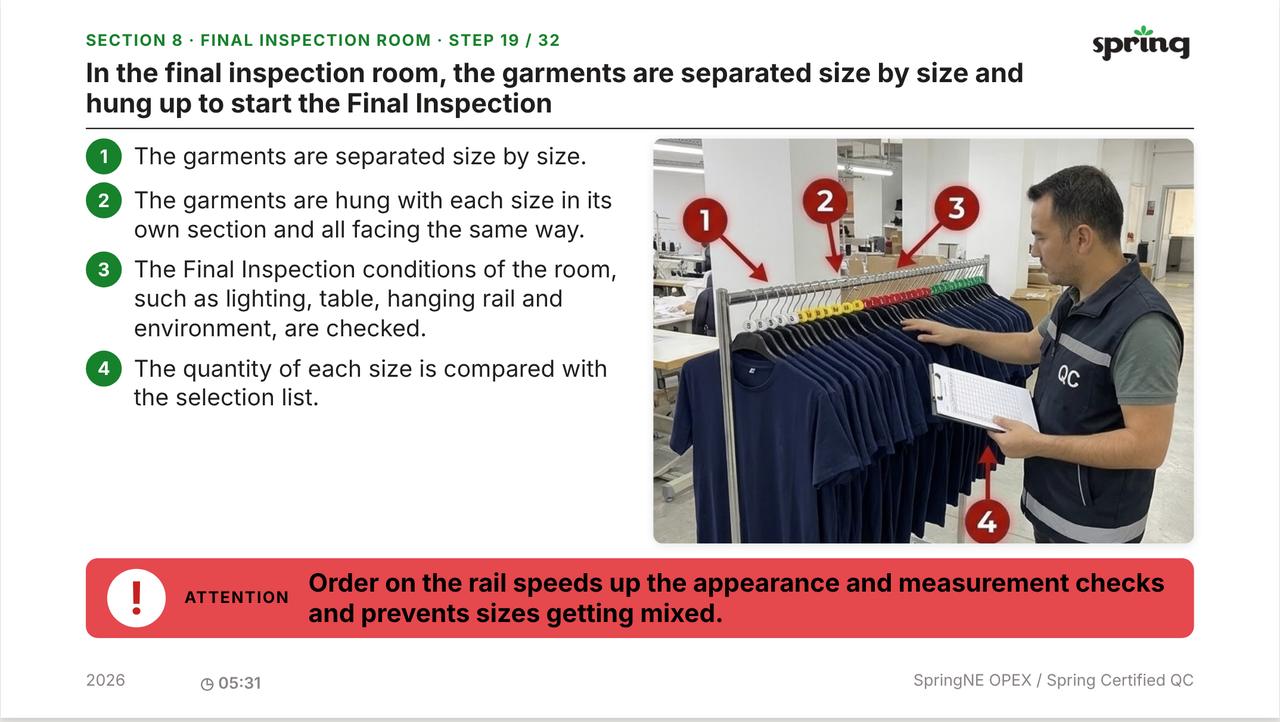 SECTION 8 · FINAL INSPECTION ROOM · STEP 19 / 32
spring
In the final inspection room, the garments are separated size by size and
hung up to start the Final Inspection
1 The garments are separated size by size.
2 The garments are hung with each size in its
own section and all facing the same way.
3 The Final Inspection conditions of the room,
such as lighting, table, hanging rail and
environment, are checked.
4 The quantity of each size is compared with
the selection list.
1
2
3
QC
4
! ATTENTION
Order on the rail speeds up the appearance and measurement checks
and prevents sizes getting mixed.
2026
05:31
SpringNE OPEX / Spring Certified QC